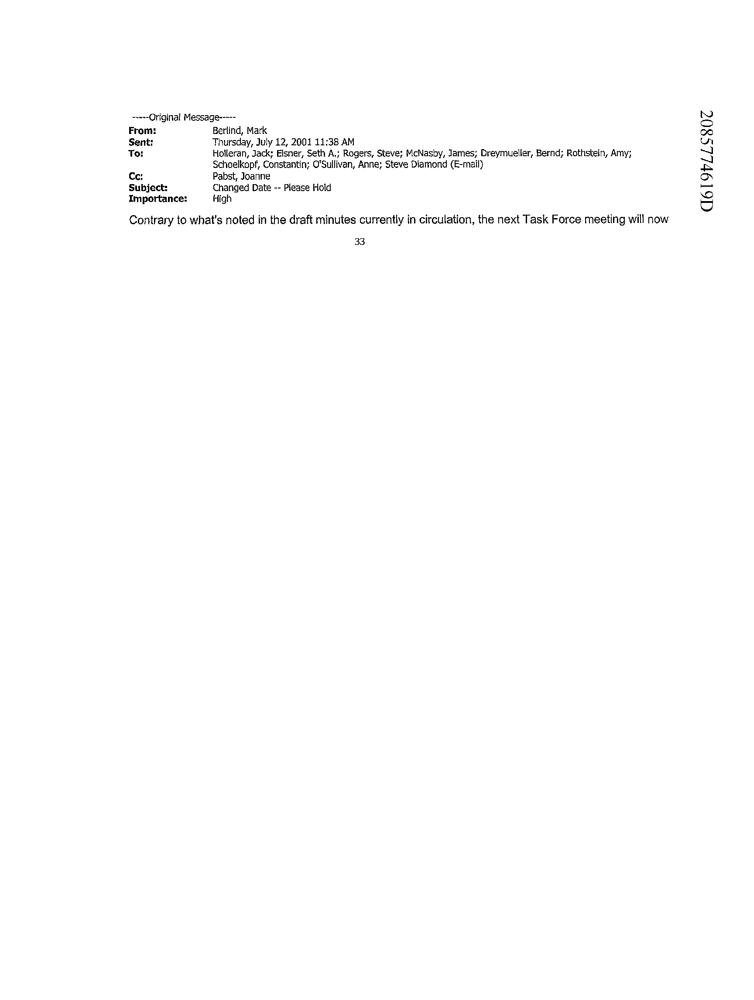 -----Original Message-----
From: Berlind, Mark
Sent: Thursday, July 12, 2001 11:38 AM
To: Holleran, Jack; Elsner, Seth A.; Rogers, Steve; McNasby, James; Dreymueller, Bernd; Rothstein, Amy;
Schoelkopf, Constantin; O'Sullivan, Anne; Steve Diamond (E-mail)
Cc: Pabst, Joanne
Subject: Changed Date -- Please Hold
Importance: High
Contrary to what's noted in the draft minutes currently in circulation, the next Task Force meeting will now
33
2085774619D